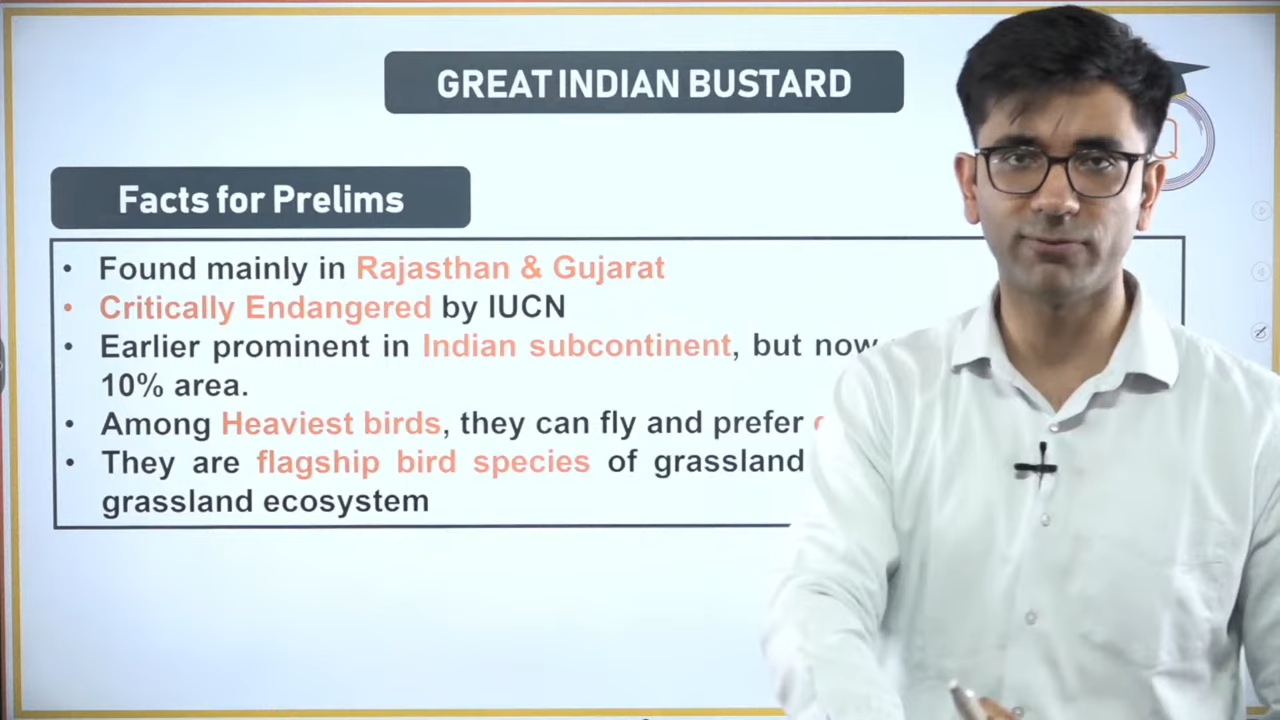 GREAT INDIAN BUSTARD
Facts for Prelims
• Found mainly in Rajasthan & Gujarat
• Critically Endangered by IUCN
• Earlier prominent in Indian subcontinent, but now
10% area.
• Among Heaviest birds, they can fly and prefer
• They are flagship bird species of grassland
grassland ecosystem